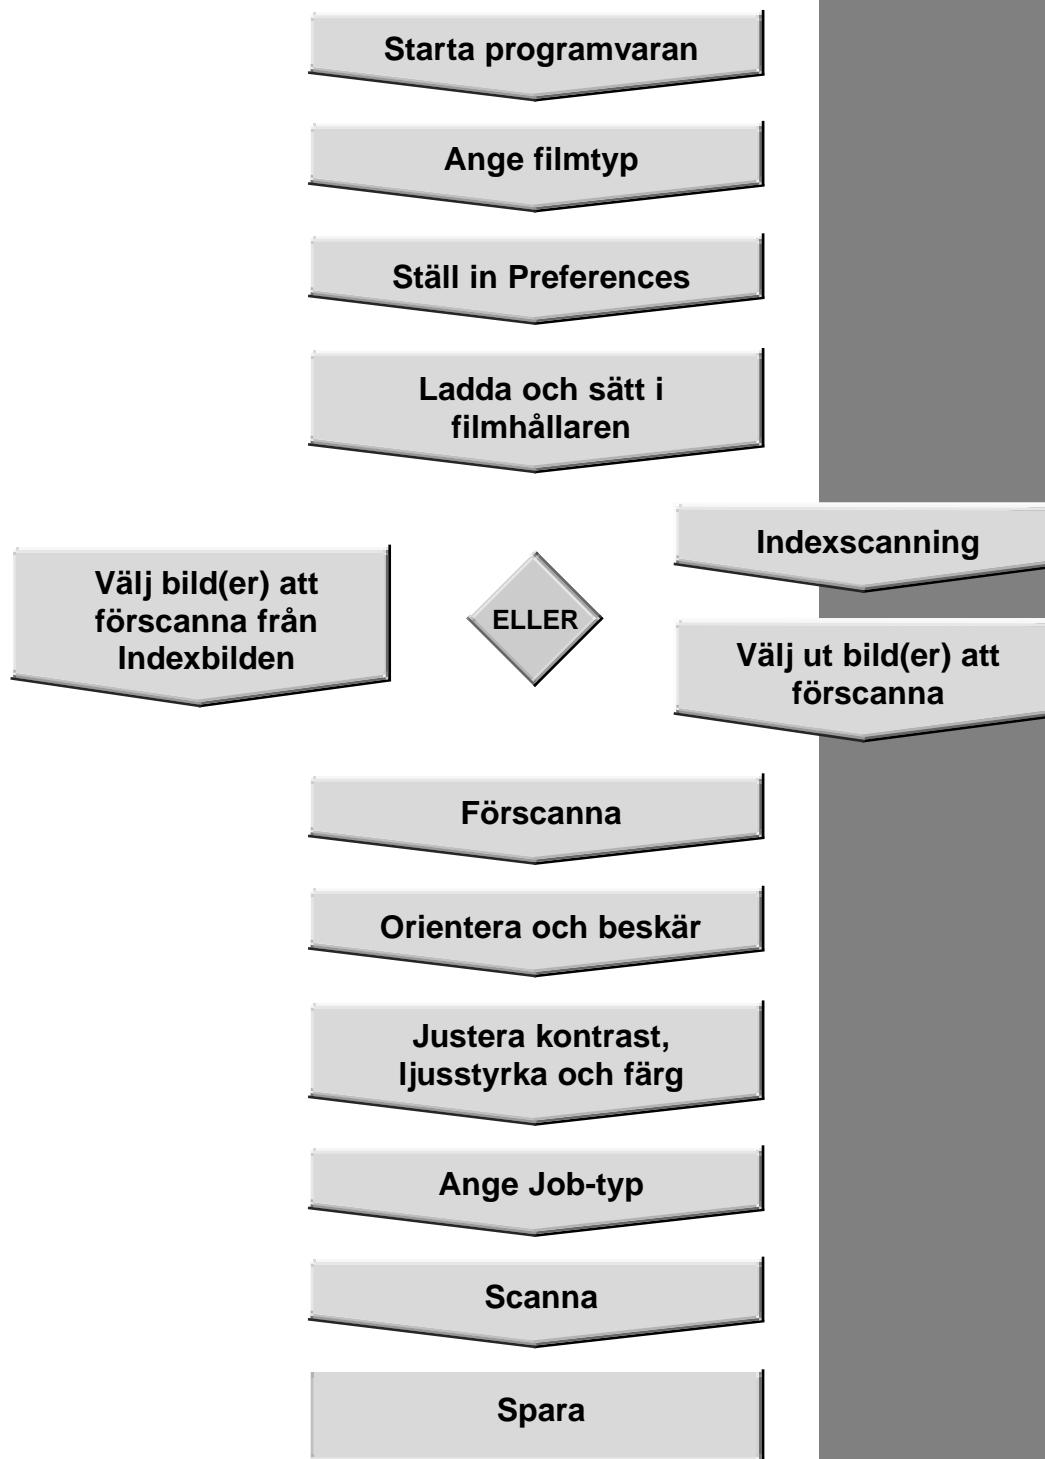 Starta programvaran
Ange filmtyp
Ställ in Preferences
Ladda och sätt i
filmhållaren
Välj bild(er) att
förscanna från
Indexbilden
ELLER
Indexscanning
Välj ut bild(er) att
förscanna
Förscanna
Orientera och beskär
Justera kontrast,
ljusstyrka och färg
Ange Job-typ
Scanna
Spara